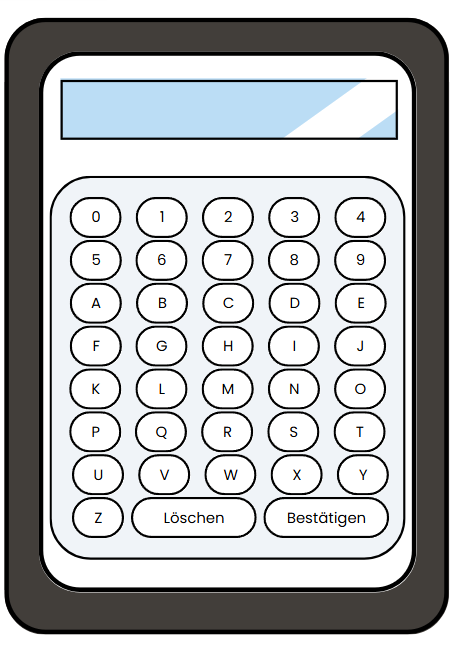 0 1 2 3 4
5 6 7 8 9
A B C D E
F G H I J
K L M N O
P Q R S T
U V W X Y
Z Löschen Bestätigen